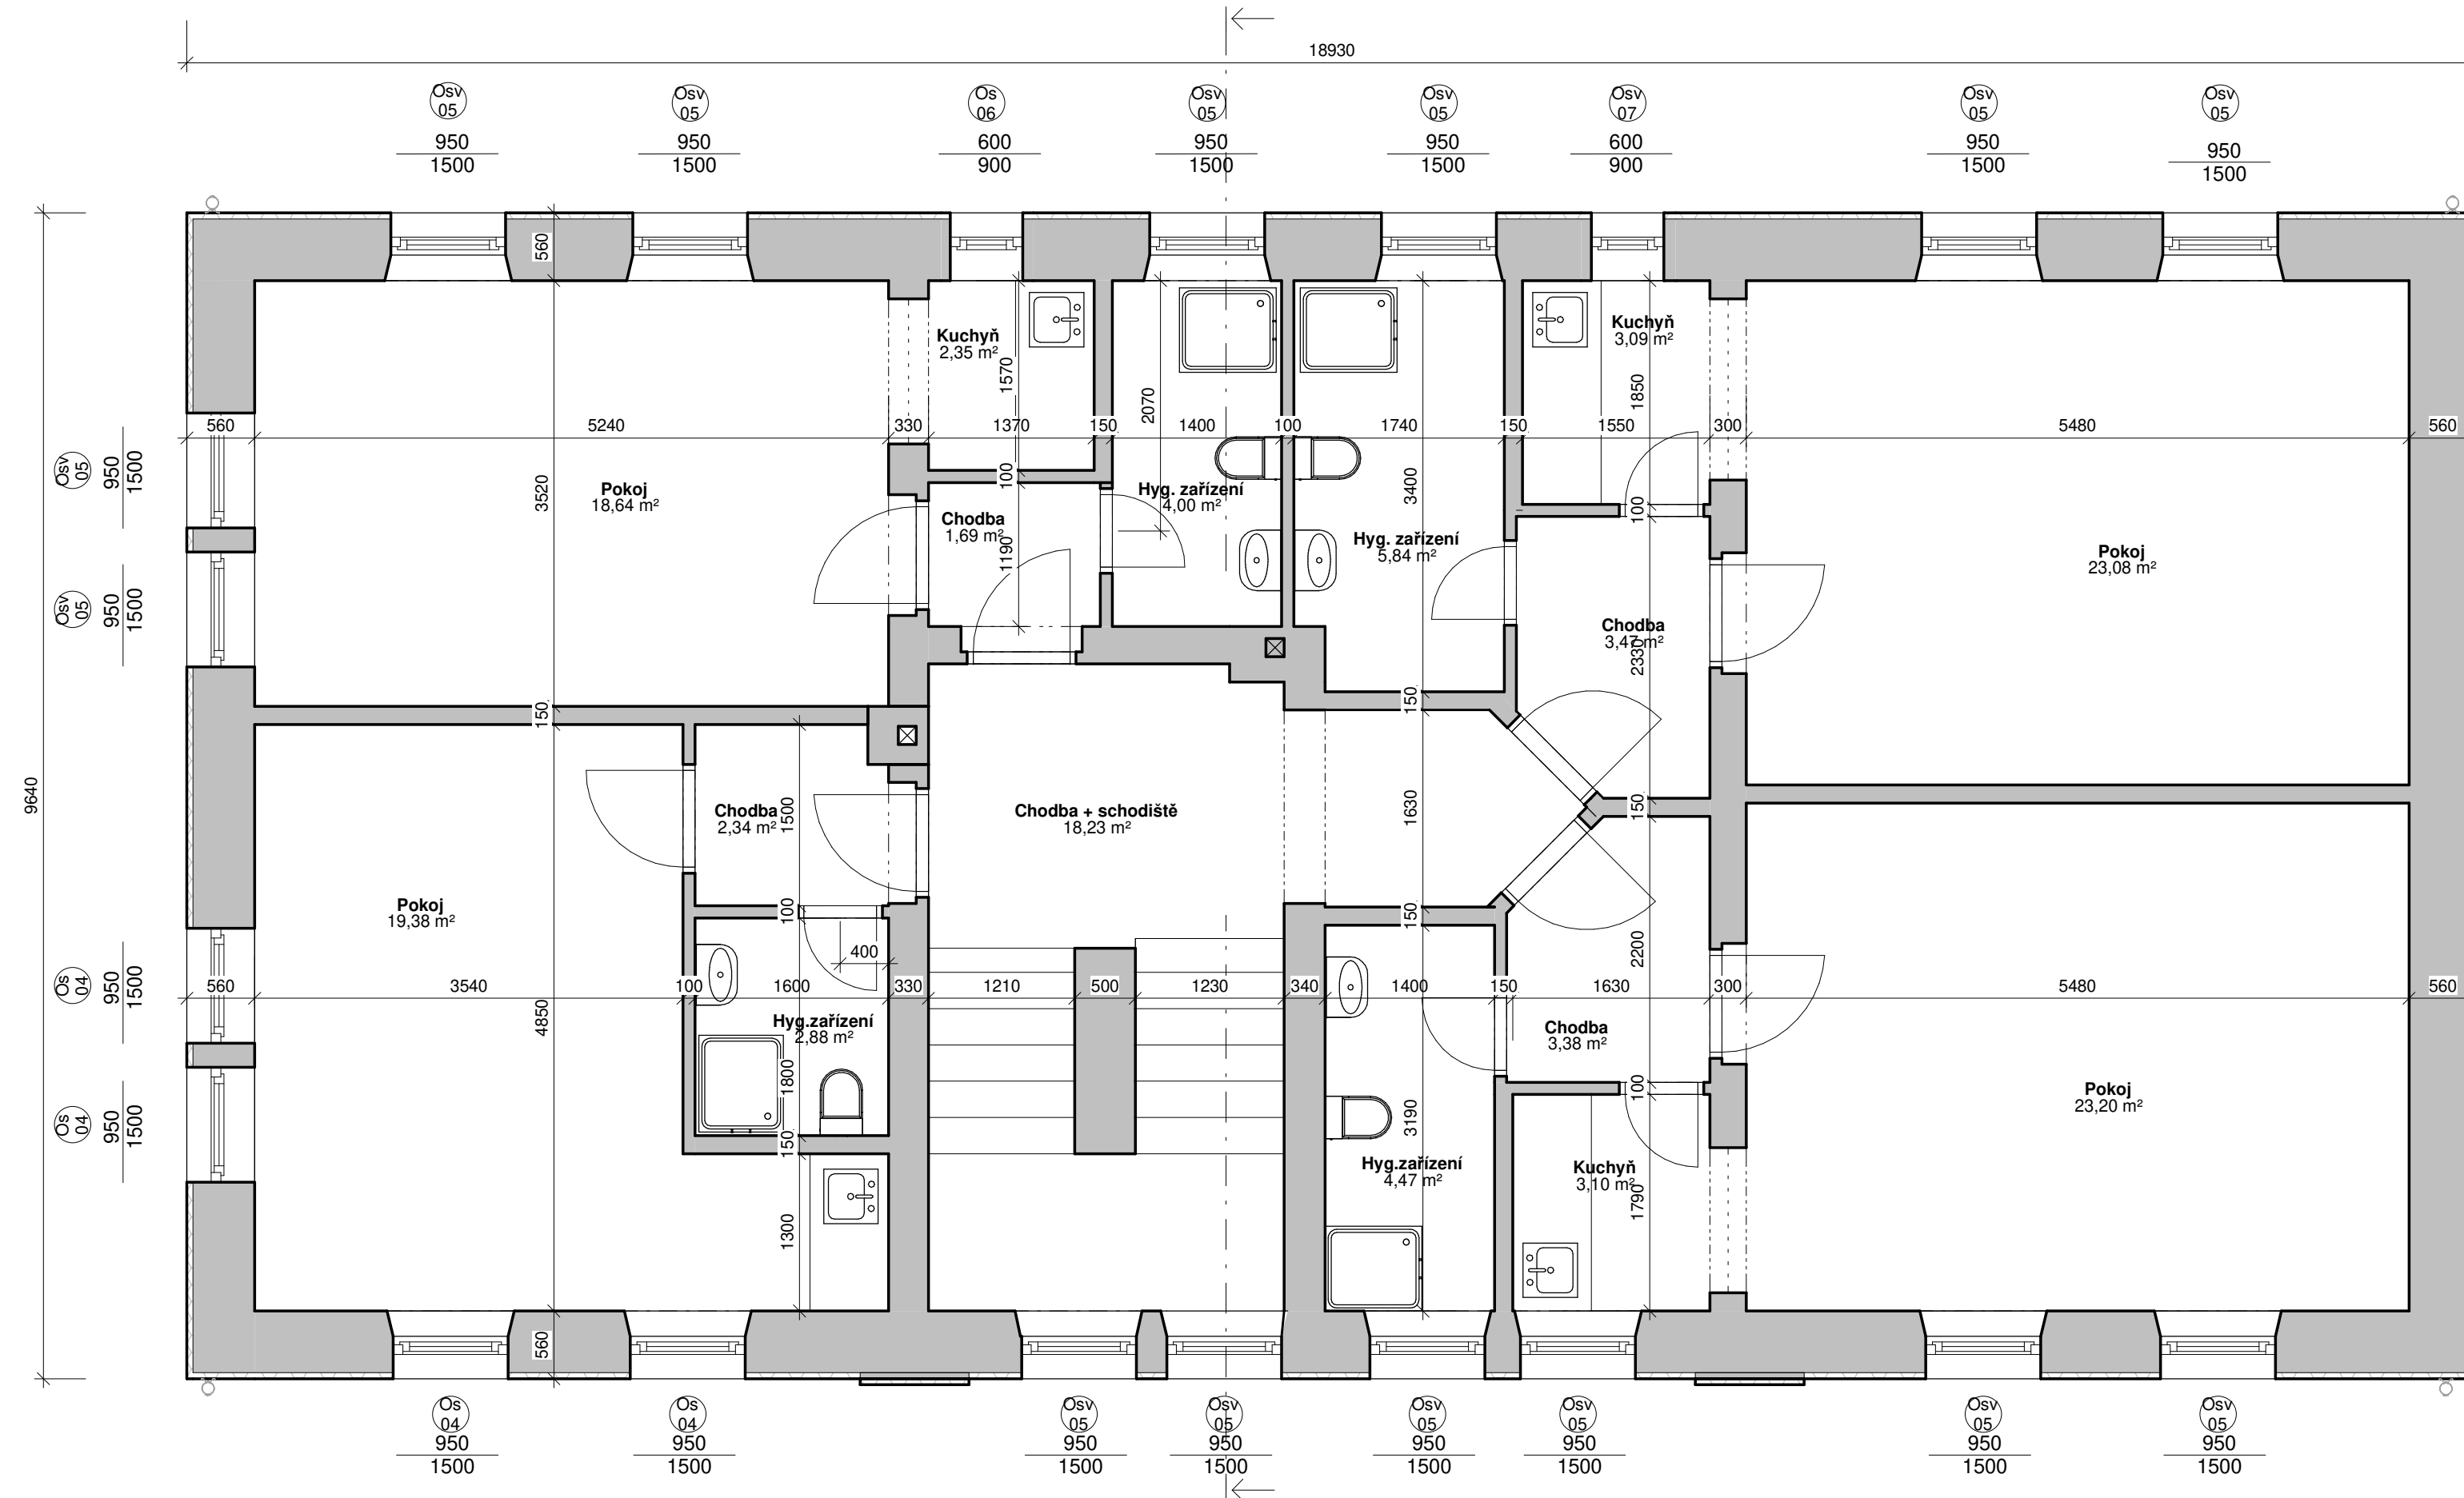 18930
Osv
05
950
1500
Osv
05
950
1500
Os
06
600
900
Osv
05
950
1500
Osv
05
950
1500
Osv
07
600
900
Osv
05
950
1500
Osv
05
950
1500
9640
Osv
05
950
1500
Osv
05
950
1500
Os
04
950
1500
Os
04
950
1500
560
3520
150
4850
560
560
5240
330
1370
150
1400
100
1740
150
1550
300
5480
560
Pokoj
18,64 m²
Kuchyň
2,35 m²
1570
100
Chodba
1,69 m²
1190
2070
Hyg. zařízení
4,00 m²
3400
Hyg. zařízení
5,84 m²
150
1630
150
3190
Kuchyň
3,09 m²
1850
100
Chodba
3,47 m²
2330
150
2200
100
1790
Pokoj
23,08 m²
Chodba
2,34 m²
1500
100
1800
150
1300
400
Chodba + schodiště
18,23 m²
Pokoj
19,38 m²
560
3540
100
1600
330
1210
500
1230
340
1400
150
1630
300
5480
560
Hyg.zařízení
2,88 m²
Chodba
3,38 m²
Hyg.zařízení
4,47 m²
Kuchyň
3,10 m²
Pokoj
23,20 m²
Os
04
950
1500
Os
04
950
1500
Osv
05
950
1500
Osv
05
950
1500
Osv
05
950
1500
Osv
05
950
1500
Osv
05
950
1500
Osv
05
950
1500